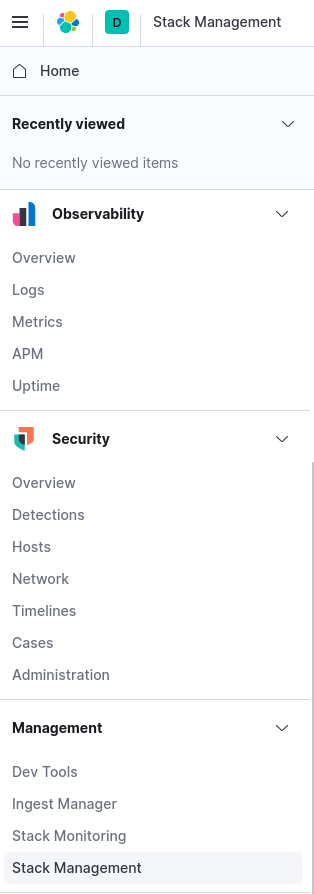 D Stack Management
Home
Recently viewed
No recently viewed items
Observability
Overview
Logs
Metrics
APM
Uptime
Security
Overview
Detections
Hosts
Network
Timelines
Cases
Administration
Management
Dev Tools
Ingest Manager
Stack Monitoring
Stack Management